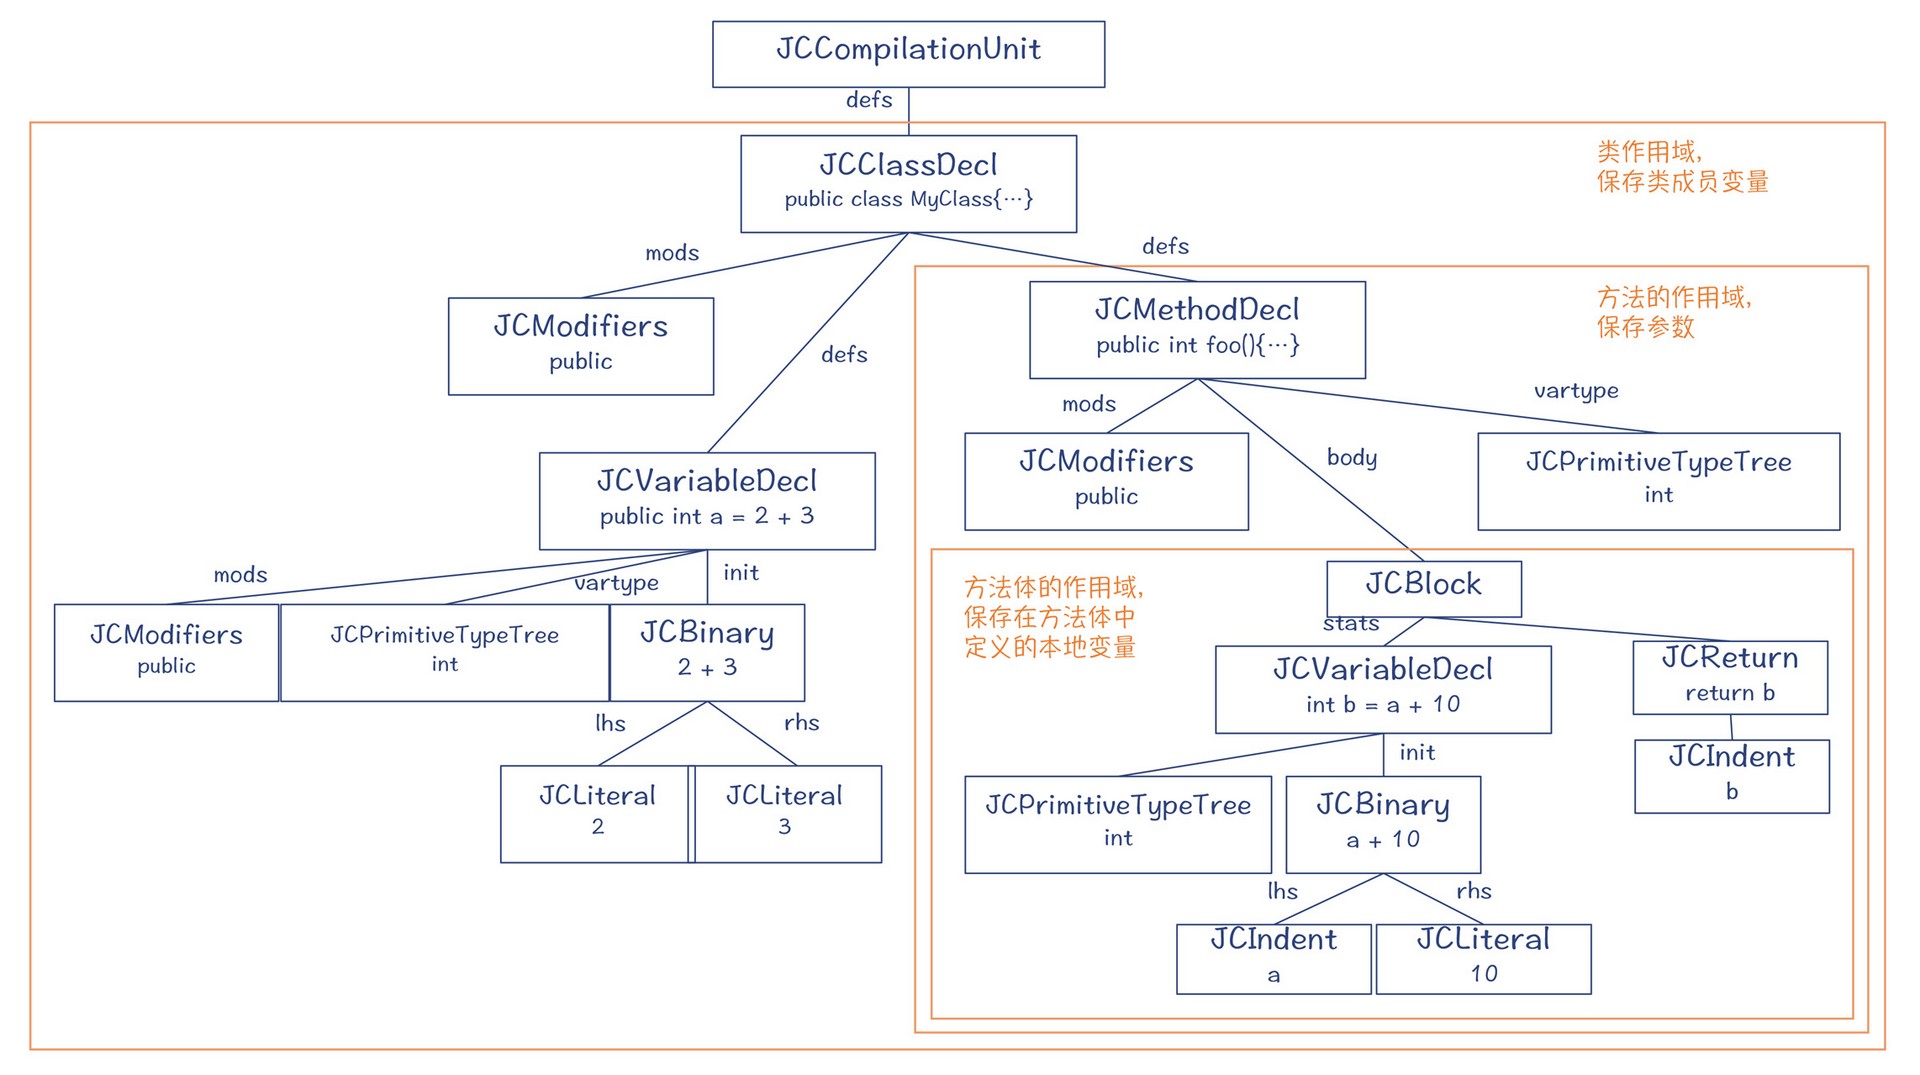 JCCompilationUnit
defs
JCClassDecl
public class MyClass{…}
类作用域,
保存类成员变量
mods
defs
defs
JCModifiers
public
JCMethodDecl
public int foo(){…}
方法的作用域,
保存参数
mods
body
vartype
JCModifiers
public
JCPrimitiveTypeTree
int
JCVariableDecl
public int a = 2 + 3
mods
vartype
init
JCModifiers
public
JCPrimitiveTypeTree
int
JCBinary
2 + 3
lhs
rhs
JCLiteral
2
JCLiteral
3
方法体的作用域,
保存在方法体中
定义的本地变量
JCBlock
stats
JCVariableDecl
int b = a + 10
JCReturn
return b
JCIndent
b
init
JCPrimitiveTypeTree
int
JCBinary
a + 10
lhs
rhs
JCIndent
a
JCLiteral
10